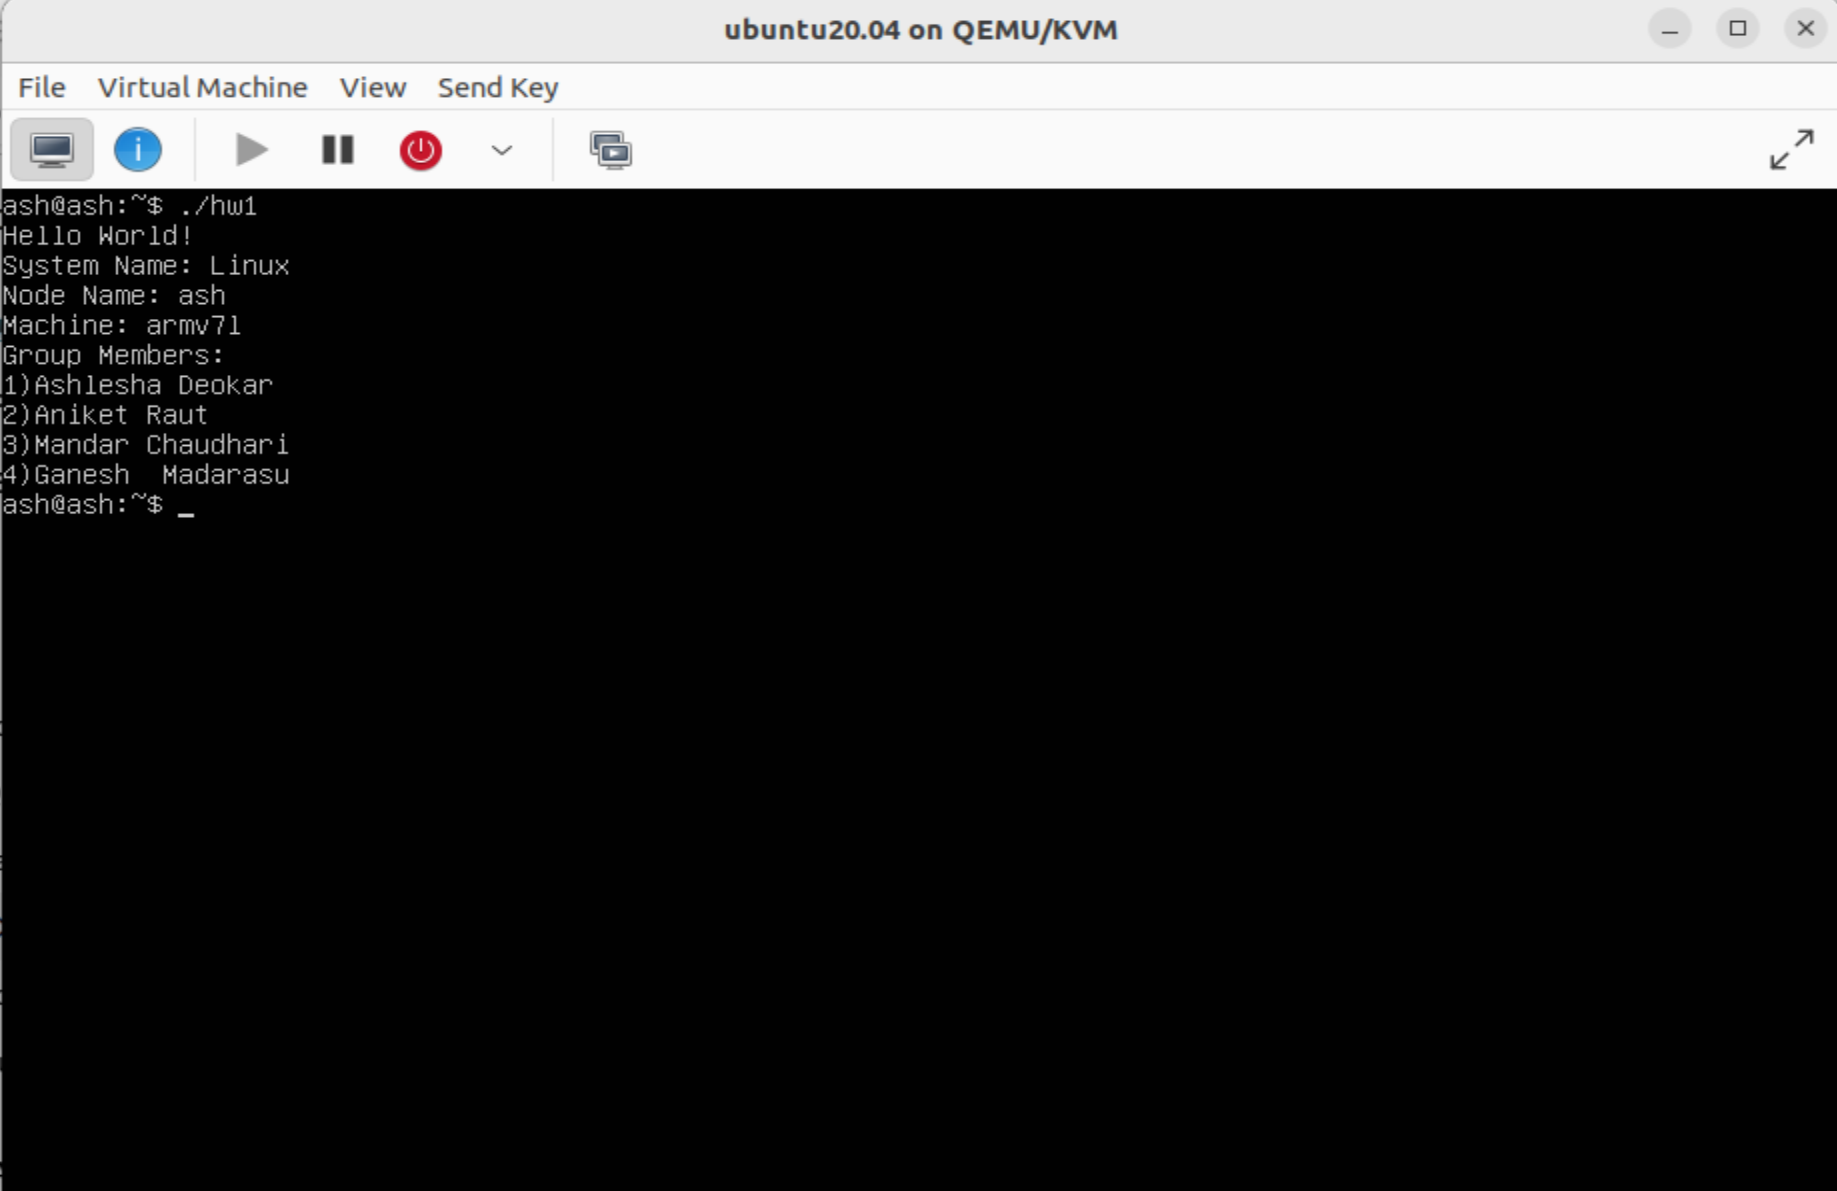 ubuntu20.04 on QEMU/KVM
File Virtual Machine View Send Key
ash@ash:~$ ./hw1
Hello World!
System Name: Linux
Node Name: ash
Machine: armv7l
Group Members:
1)Ashlesha Deokar
2)Aniket Raut
3)Mandar Chaudhari
4)Ganesh  Madarasu
ash@ash:~$ _